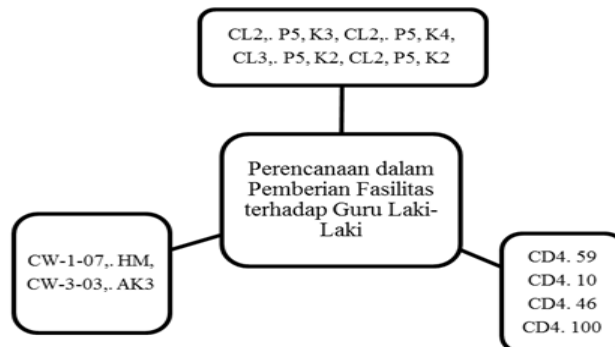 CL2,. P5, K3, CL2,. P5, K4,
CL3,. P5, K2, CL2, P5, K2
Perencanaan dalam
Pemberian Fasilitas
terhadap Guru Laki-
Laki
CW-1-07,. HM,
CW-3-03,. AK3
CD4. 59
CD4. 10
CD4. 46
CD4. 100